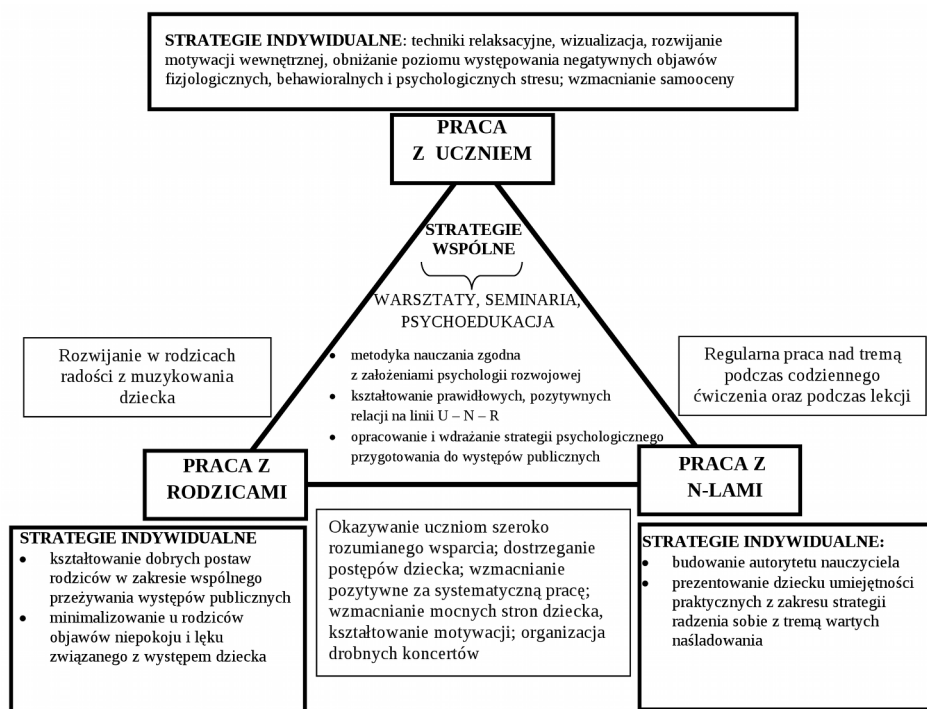 STRATEGIE INDYWIDUALNE: techniki relaksacyjne, wizualizacja, rozwijanie
motywacji wewnętrznej, obniżanie poziomu występowania negatywnych objawów
fizjologicznych, behawioralnych i psychologicznych stresu; wzmacnianie samooceny
PRACA
Z UCZNIEM
STRATEGIE
WSPÓLNE
WARSZTATY, SEMINARIA,
PSYCHOEDUKACJA
• metodyka nauczania zgodna
z założeniami psychologii rozwojowej
• kształtowanie prawidłowych, pozytywnych
relacji na linii U – N – R
• opracowanie i wdrażanie strategii psychologicznego
przygotowania do występów publicznych
Rozwijanie w rodzicach
radości z muzykowania
dziecka
Regularna praca nad tremą
podczas codziennego
ćwiczenia oraz podczas lekcji
PRACA Z
RODZICAMI
PRACA Z
N-LAMI
STRATEGIE INDYWIDUALNE
• kształtowanie dobrych postaw
rodziców w zakresie wspólnego
przeżywania występów publicznych
• minimalizowanie u rodziców
objawów niepokoju i lęku
związanego z występem dziecka
Okazywanie uczniom szeroko
rozumianego wsparcia; dostrzeganie
postępów dziecka; wzmacnianie
pozytywne za systematyczną pracę;
wzmacnianie mocnych stron dziecka,
kształtowanie motywacji; organizacja
drobnych koncertów
STRATEGIE INDYWIDUALNE:
• budowanie autorytetu nauczyciela
• prezentowanie dziecku umiejętności
praktycznych z zakresu strategii
radzenia sobie z tremą wartych
naśladowania